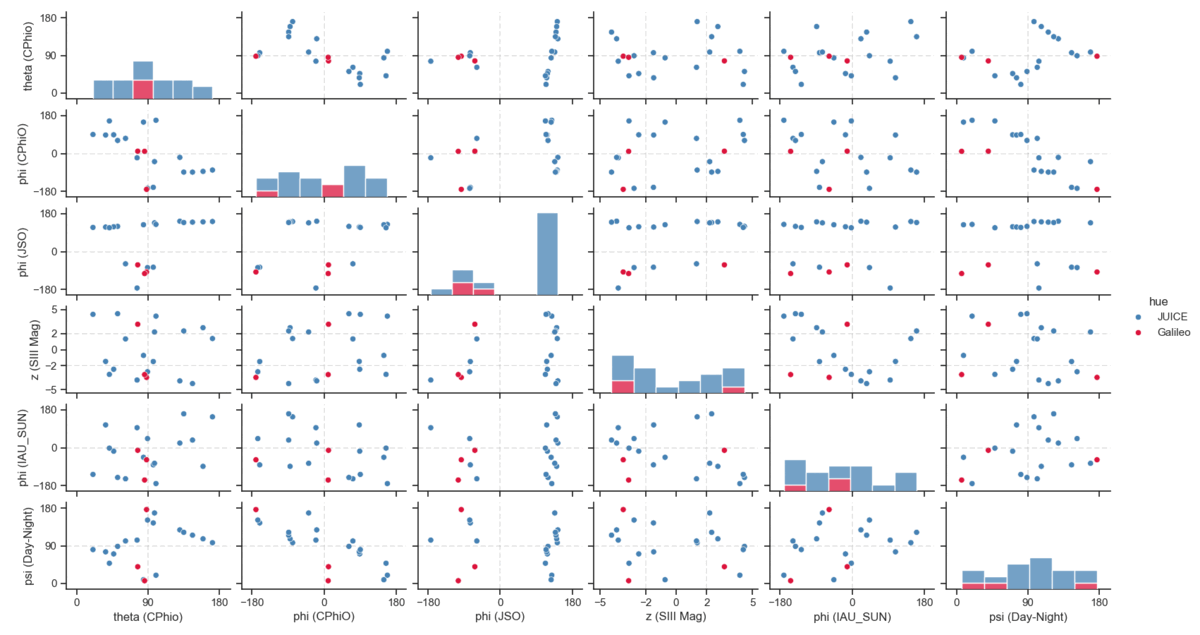 theta (CPhio)
180
90
0
phi (CPhiO)
180
0
−180
phi (JSO)
180
0
−180
z (SIII Mag)
5
2
0
−2
−5
phi (IAU_SUN)
180
0
−180
psi (Day-Night)
180
90
0
0 90 180
theta (CPhio)
−180 0 180
phi (CPhiO)
−180 0 180
phi (JSO)
−5 −2 0 2 5
z (SIII Mag)
−180 0 180
phi (IAU_SUN)
0 90 180
psi (Day-Night)
hue
JUICE
Galileo